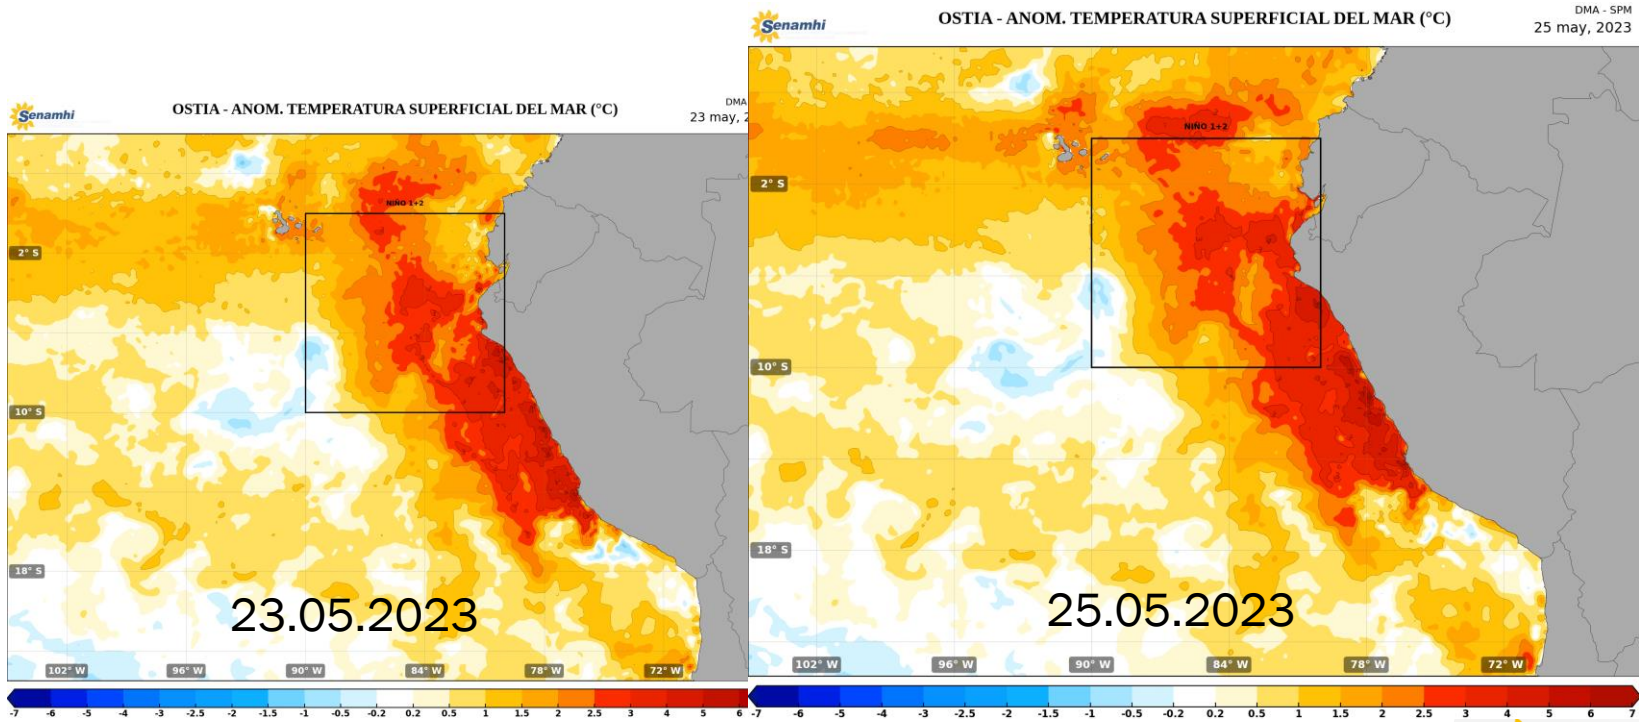 Senamhi
OSTIA - ANOM. TEMPERATURA SUPERFICIAL DEL MAR (°C)
DMA
23 may, 2
NIÑO 1+2
2° S
10° S
18° S
23.05.2023
102° W 96° W 90° W 84° W 78° W 72° W
-7 -6 -5 -4 -3 -2.5 -2 -1.5 -1 -0.5 -0.2 0.2 0.5 1 1.5 2 2.5 3 4 5 6
Senamhi
OSTIA - ANOM. TEMPERATURA SUPERFICIAL DEL MAR (°C)
DMA - SPM
25 may, 2023
NIÑO 1+2
2° S
10° S
18° S
25.05.2023
102° W 96° W 90° W 84° W 78° W 72° W
-7 -6 -5 -4 -3 -2.5 -2 -1.5 -1 -0.5 -0.2 0.2 0.5 1 1.5 2 2.5 3 4 5 6 7